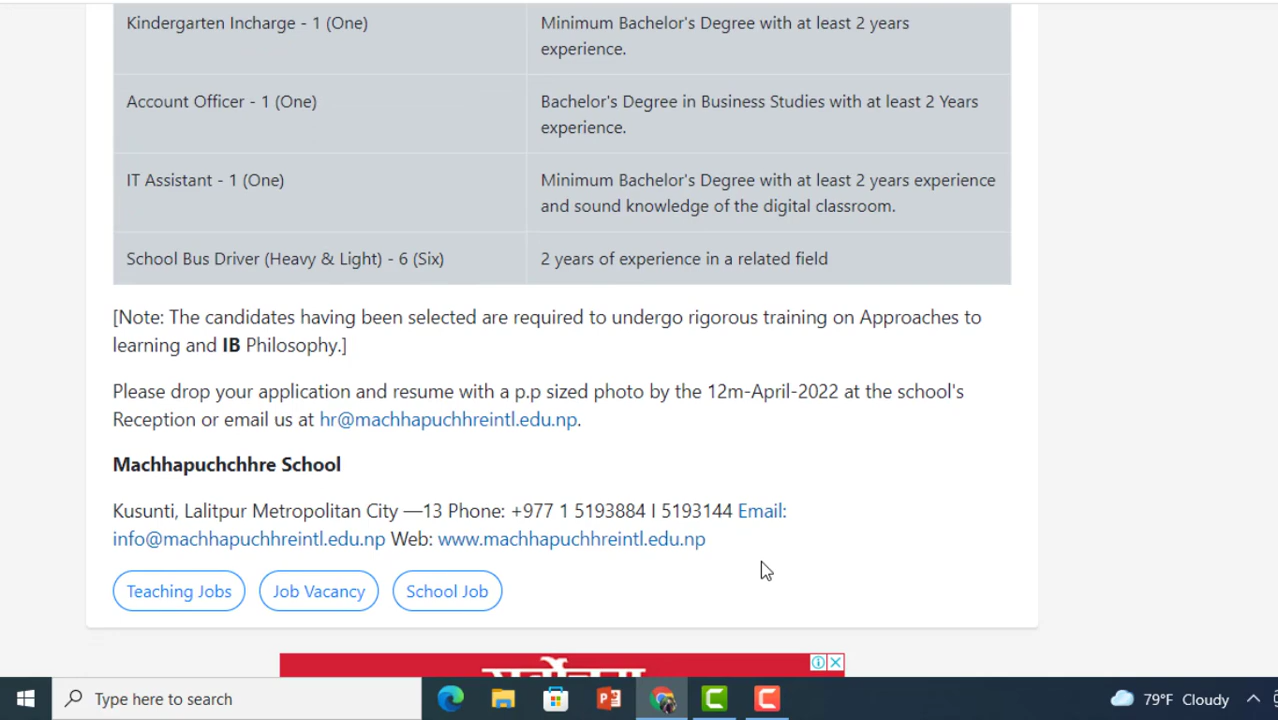 Kindergarten Incharge - 1 (One)
Minimum Bachelor's Degree with at least 2 years
experience.
Account Officer - 1 (One)
Bachelor's Degree in Business Studies with at least 2 Years
experience.
IT Assistant - 1 (One)
Minimum Bachelor's Degree with at least 2 years experience
and sound knowledge of the digital classroom.
School Bus Driver (Heavy & Light) - 6 (Six)
2 years of experience in a related field
[Note: The candidates having been selected are required to undergo rigorous training on Approaches to
learning and IB Philosophy.]
Please drop your application and resume with a p.p sized photo by the 12m-April-2022 at the school's
Reception or email us at hr@machhapuchhreintl.edu.np.
Machhapuchchhre School
Kusunti, Lalitpur Metropolitan City —13 Phone: +977 1 5193884 I 5193144 Email:
info@machhapuchhreintl.edu.np Web: www.machhapuchhreintl.edu.np
Teaching Jobs
Job Vacancy
School Job
Type here to search
79°F Cloudy